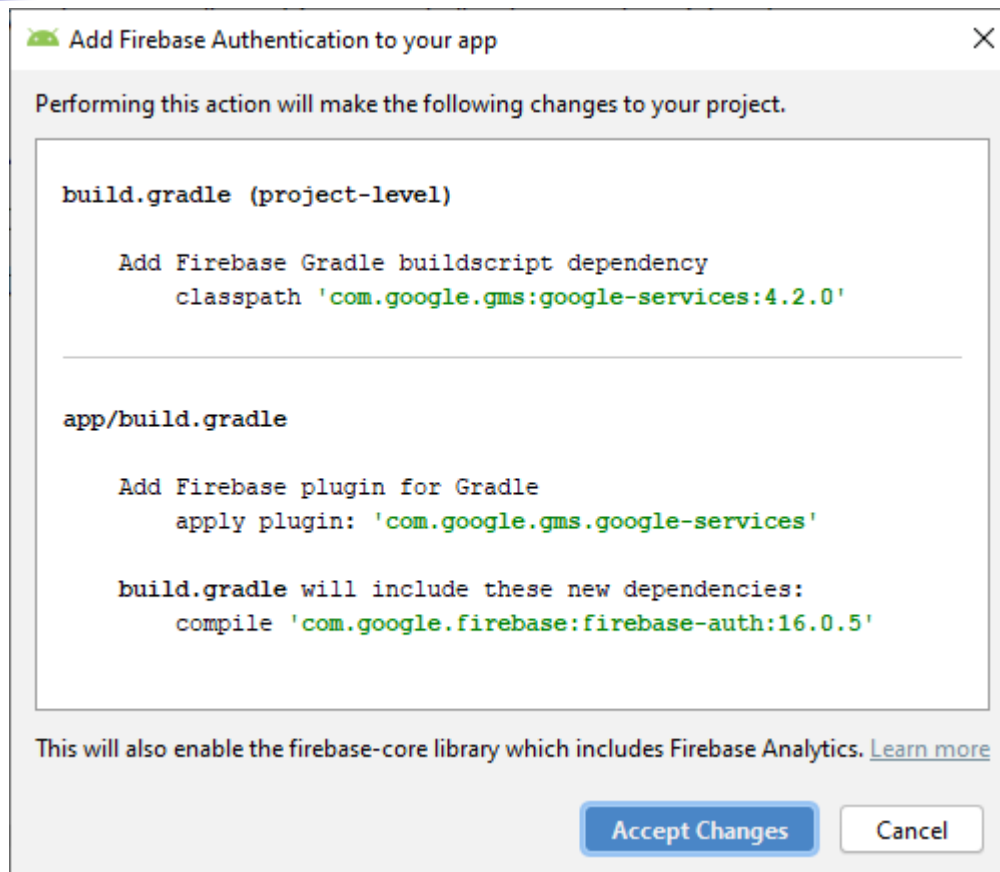 Add Firebase Authentication to your app
Performing this action will make the following changes to your project.
build.gradle (project-level)
Add Firebase Gradle buildscript dependency
classpath 'com.google.gms:google-services:4.2.0'
app/build.gradle
Add Firebase plugin for Gradle
apply plugin: 'com.google.gms.google-services'
build.gradle will include these new dependencies:
compile 'com.google.firebase:firebase-auth:16.0.5'
This will also enable the firebase-core library which includes Firebase Analytics. Learn more
Accept Changes Cancel